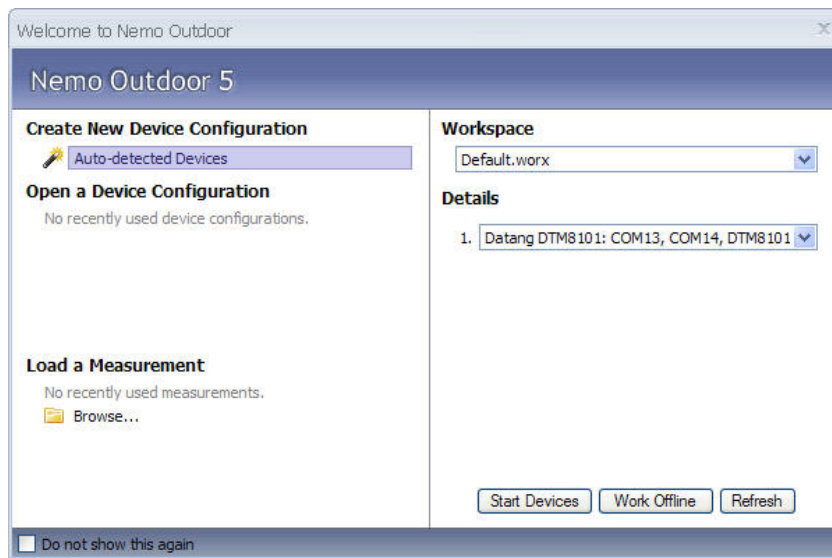 Welcome to Nemo Outdoor
Nemo Outdoor 5
Create New Device Configuration
Auto-detected Devices
Open a Device Configuration
No recently used device configurations.
Load a Measurement
No recently used measurements.
Browse...
Workspace
Default.worx
Details
1. Datang DTM8101: COM13, COM14, DTM8101
Start Devices Work Offline Refresh
Do not show this again